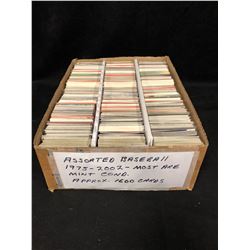 ASSORTED BASEBALL
1975-2002 - MOST ARE
MINT COND.
APPROX. 1600 CARDS